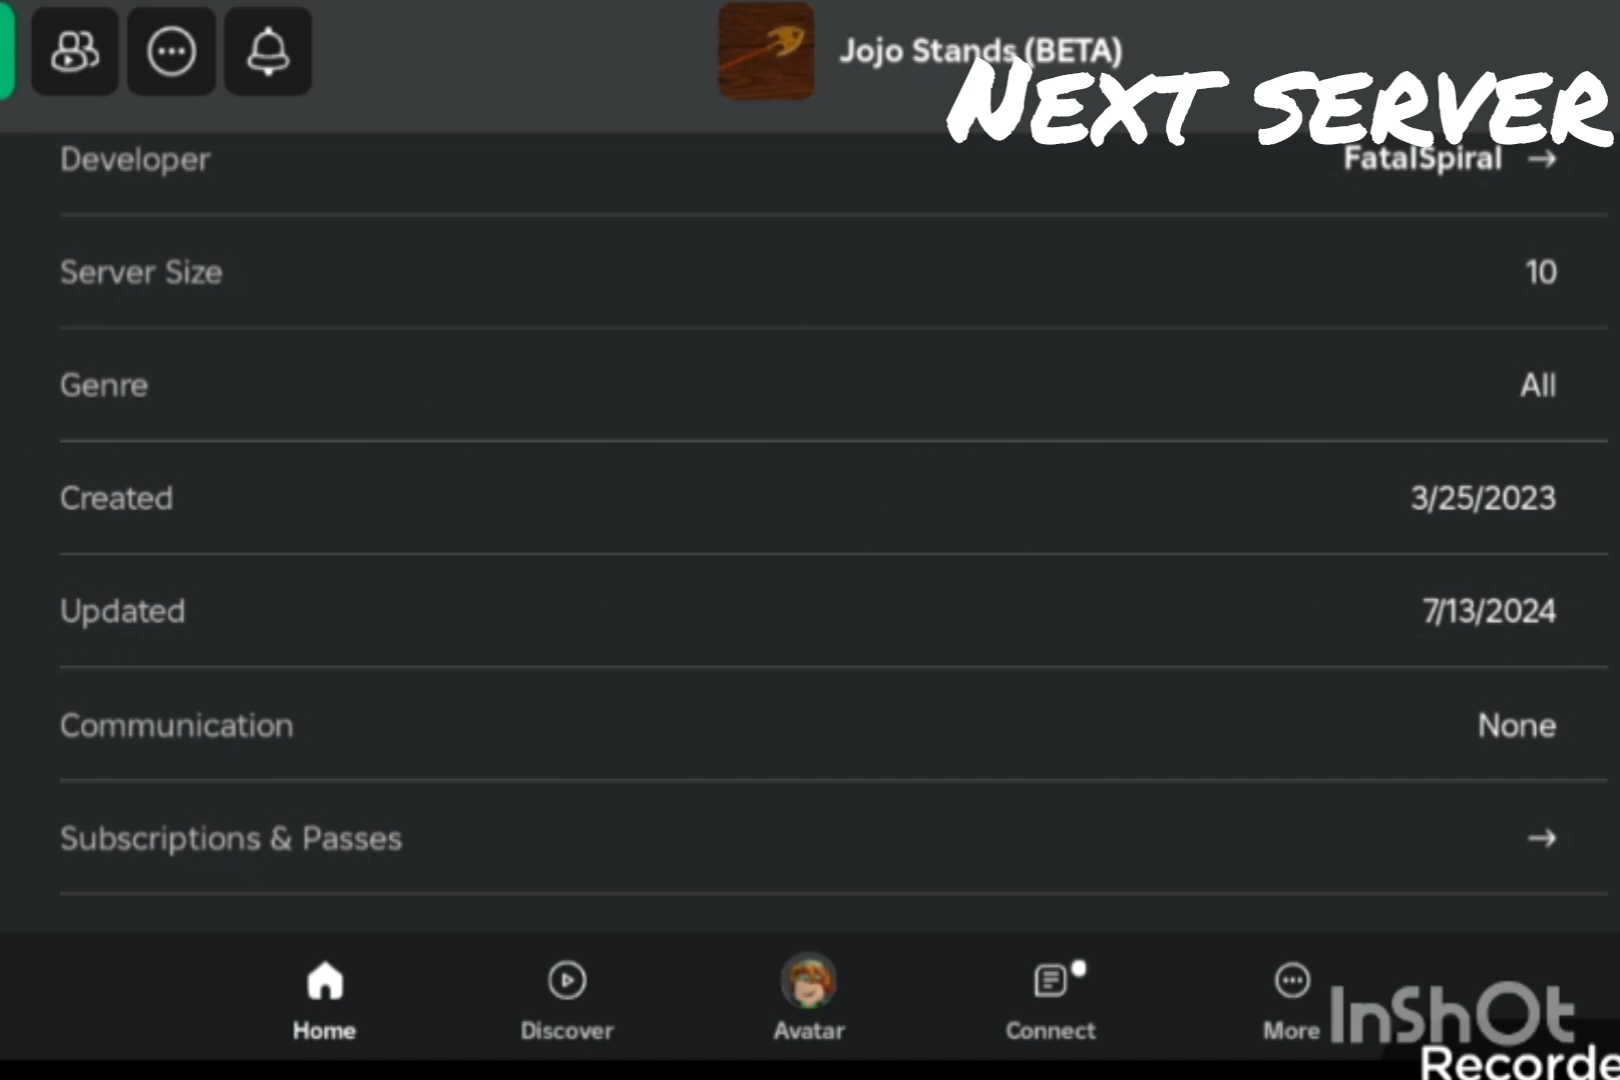 Jojo Stands (BETA)
NEXT SERVER
Developer FatalSpiral →
Server Size 10
Genre All
Created 3/25/2023
Updated 7/13/2024
Communication None
Subscriptions & Passes →
Home Discover Avatar Connect More
InShOt
Recorde